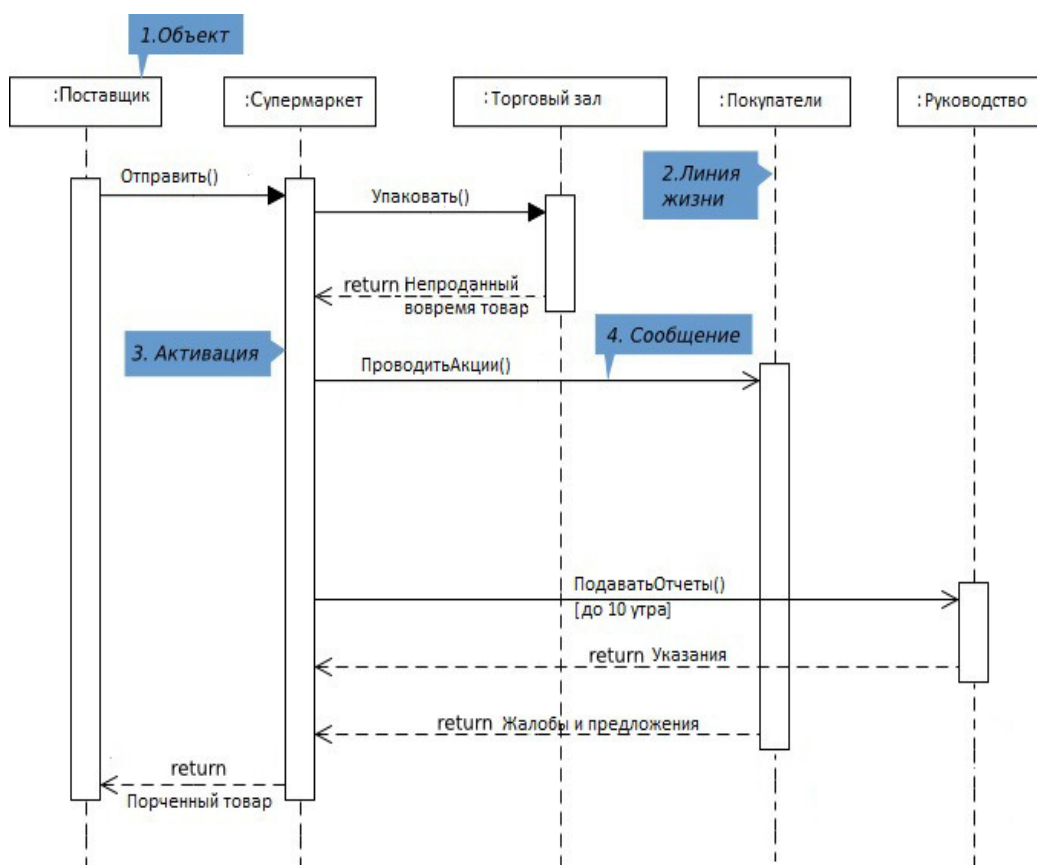 1.Объект
:Поставщик
:Супермаркет
:Торговый зал
:Покупатели
:Руководство
Отправить()
2.Линия
жизни
Упаковать()
return Непроданный
вовремя товар
3. Активация
4. Сообщение
ПроводитьАкции()
ПодаватьОтчеты()
[до 10 утра]
return Указания
return Жалобы и предложения
return
Порченный товар